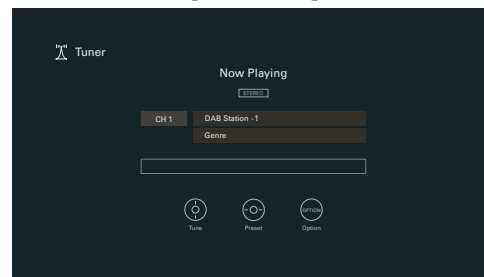 Tuner
Now Playing
STEREO
CH 1
DAB Station -1
Genre
OPTION
Tune
Preset
Option